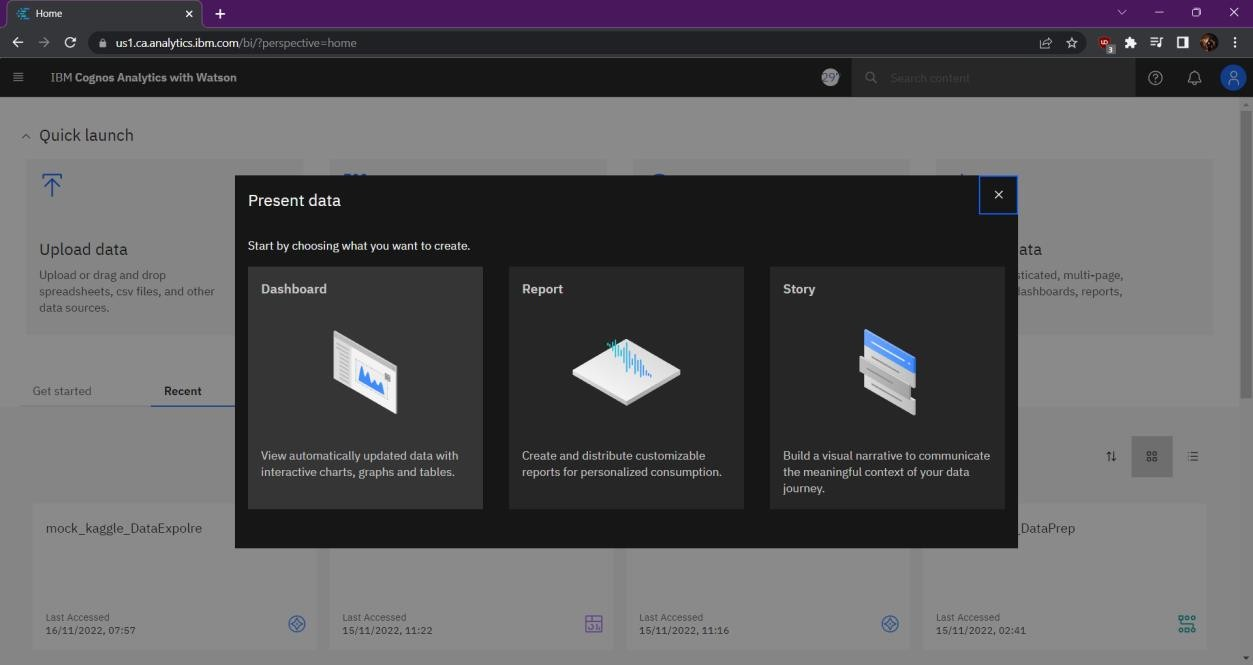 Home
us1.ca.analytics.ibm.com/bi/?perspective=home
3
IBM Cognos Analytics with Watson
29'
Search content
Quick launch
Upload data
Upload or drag and drop
spreadsheets, csv files, and other
data sources.
ata
sticated, multi-page,
dashboards, reports,
Present data
Start by choosing what you want to create.
Dashboard
View automatically updated data with
interactive charts, graphs and tables.
Report
Create and distribute customizable
reports for personalized consumption.
Story
Build a visual narrative to communicate
the meaningful context of your data
journey.
Get started
Recent
mock_kaggle_DataExpolre
Last Accessed
16/11/2022, 07:57
Last Accessed
15/11/2022, 11:22
Last Accessed
15/11/2022, 11:16
_DataPrep
Last Accessed
15/11/2022, 02:41